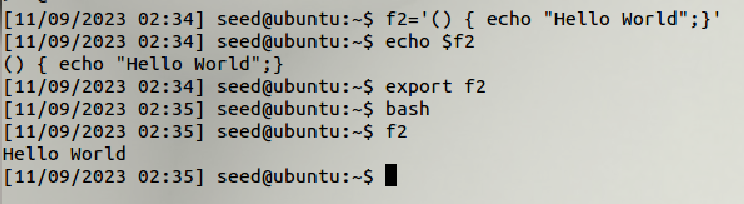 [11/09/2023 02:34] seed@ubuntu:~$ f2='() { echo "Hello World";}'
[11/09/2023 02:34] seed@ubuntu:~$ echo $f2
() { echo "Hello World";}
[11/09/2023 02:34] seed@ubuntu:~$ export f2
[11/09/2023 02:35] seed@ubuntu:~$ bash
[11/09/2023 02:35] seed@ubuntu:~$ f2
Hello World
[11/09/2023 02:35] seed@ubuntu:~$